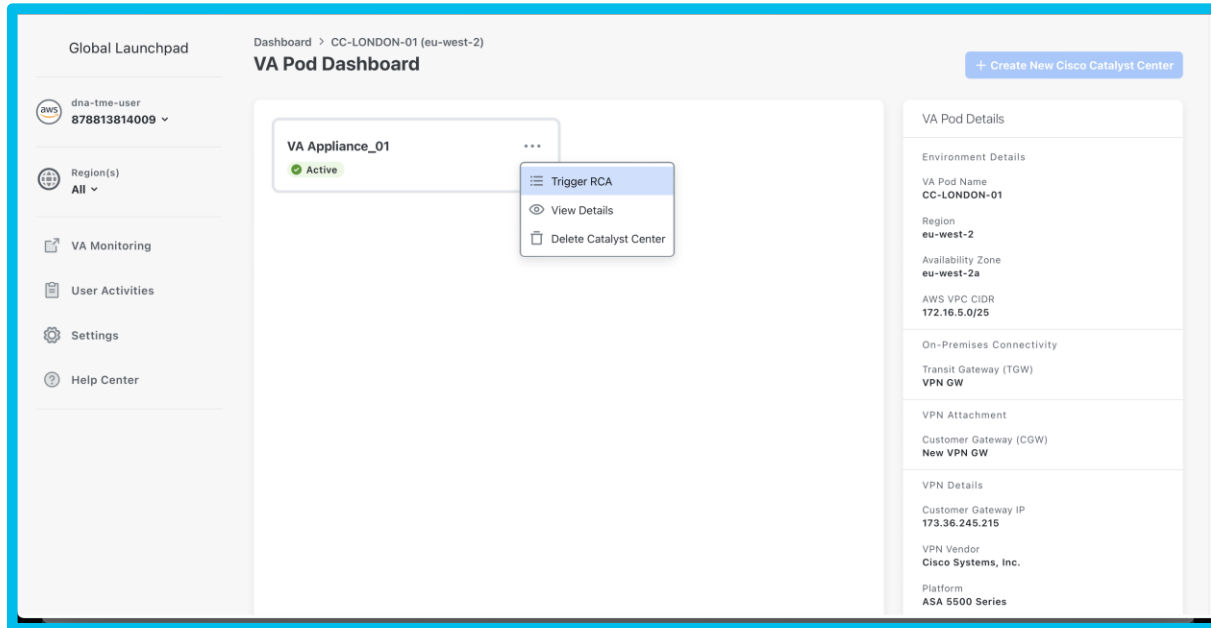 Global Launchpad
aws
dna-tme-user
878813814009
Region(s)
All
VA Monitoring
User Activities
Settings
Help Center
Dashboard > CC-LONDON-01 (eu-west-2)
VA Pod Dashboard
+ Create New Cisco Catalyst Center
VA Appliance_01
...
Active
Trigger RCA
View Details
Delete Catalyst Center
VA Pod Details
Environment Details
VA Pod Name
CC-LONDON-01
Region
eu-west-2
Availability Zone
eu-west-2a
AWS VPC CIDR
172.16.5.0/25
On-Premises Connectivity
Transit Gateway (TGW)
VPN GW
VPN Attachment
Customer Gateway (CGW)
New VPN GW
VPN Details
Customer Gateway IP
173.36.245.215
VPN Vendor
Cisco Systems, Inc.
Platform
ASA 5500 Series